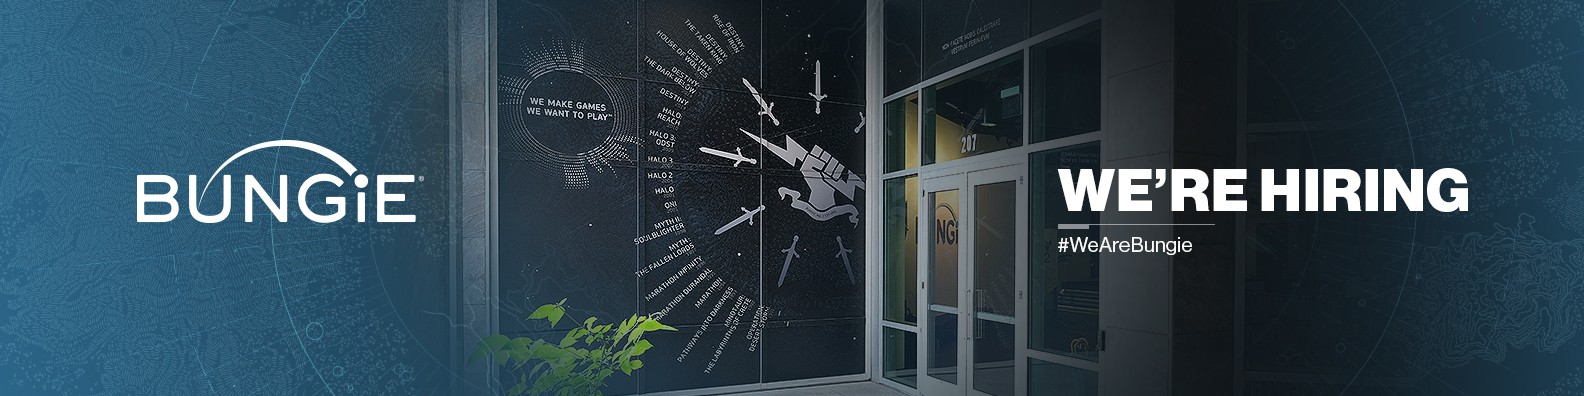 BUNGiE®
WE MAKE GAMES
WE WANT TO PLAY™
DESTINY:
RISE OF IRON
DESTINY:
THE TAKEN KING
DESTINY:
HOUSE OF WOLVES
DESTINY:
THE DARK BELOW
DESTINY
HALO:
REACH
HALO 3:
ODST
HALO 3
HALO 2
HALO
ONI
MYTH II:
SOULBLIGHTER
MYTH:
THE FALLEN LORDS
MARATHON INFINITY
MARATHON DURANDAL
MARATHON
PATHWAYS INTO DARKNESS
MINOTAUR:
THE LABYRINTHS OF CRETE
OPERATION
DESERT STORM
207
BUNGi
WE'RE HIRING
#WeAreBungie